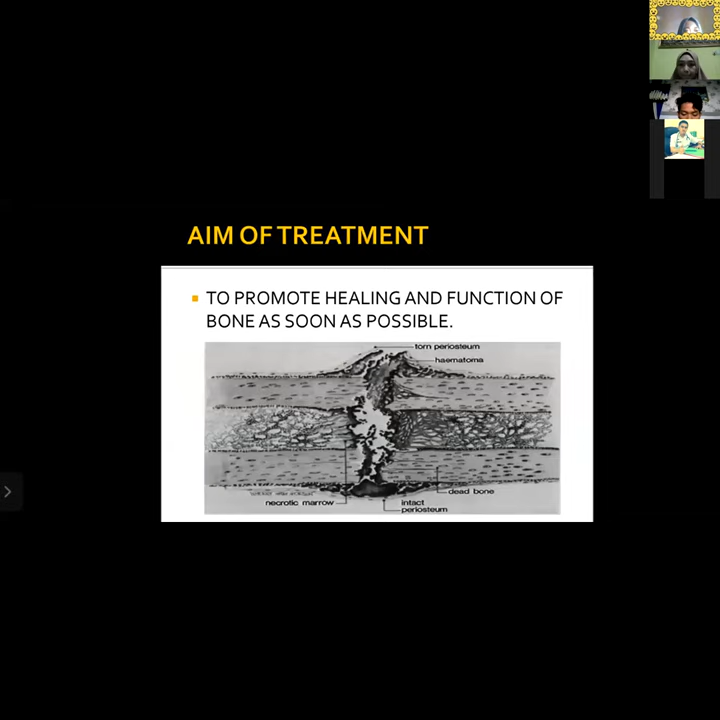 AIM OF TREATMENT
TO PROMOTE HEALING AND FUNCTION OF
BONE AS SOON AS POSSIBLE.
torn periosteum
haematoma
dead bone
necrotic marrow
intact
periosteum